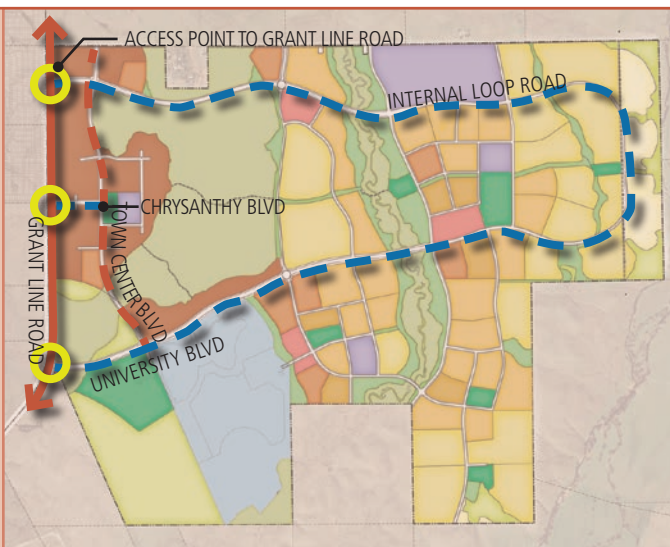 ACCESS POINT TO GRANT LINE ROAD
INTERNAL LOOP ROAD
CHRYSANTHY BLVD
GRANT LINE ROAD
TOWN CENTER BLVD
UNIVERSITY BLVD